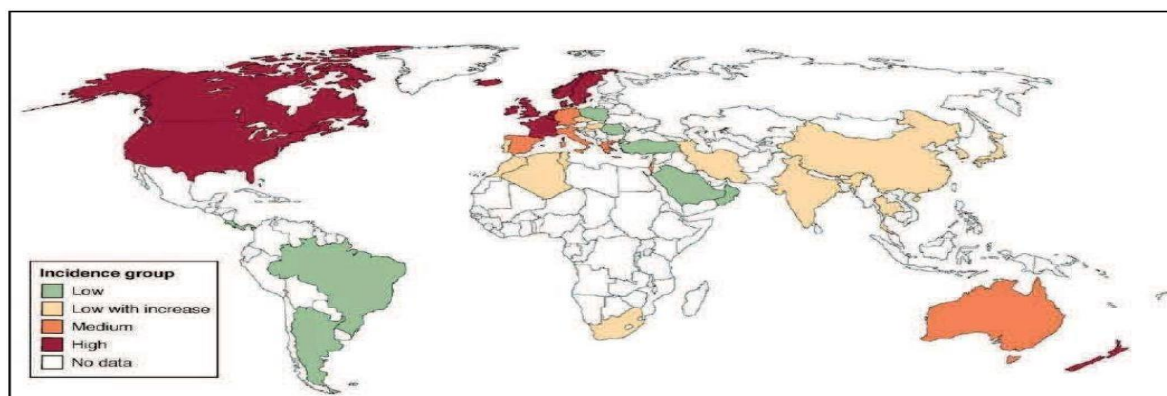 Incidence group
Low
Low with increase
Medium
High
No data